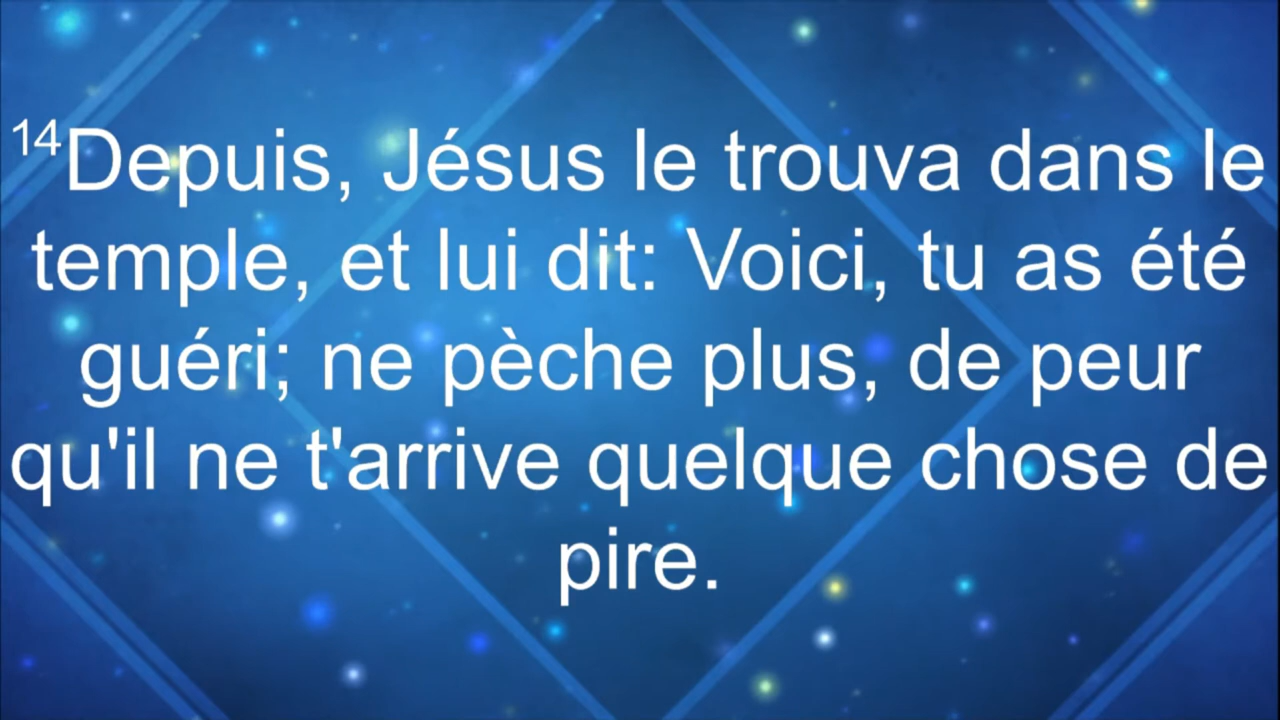 14Depuis, Jésus le trouva dans le
temple, et lui dit: Voici, tu as été
guéri; ne pèche plus, de peur
qu'il ne t'arrive quelque chose de
pire.